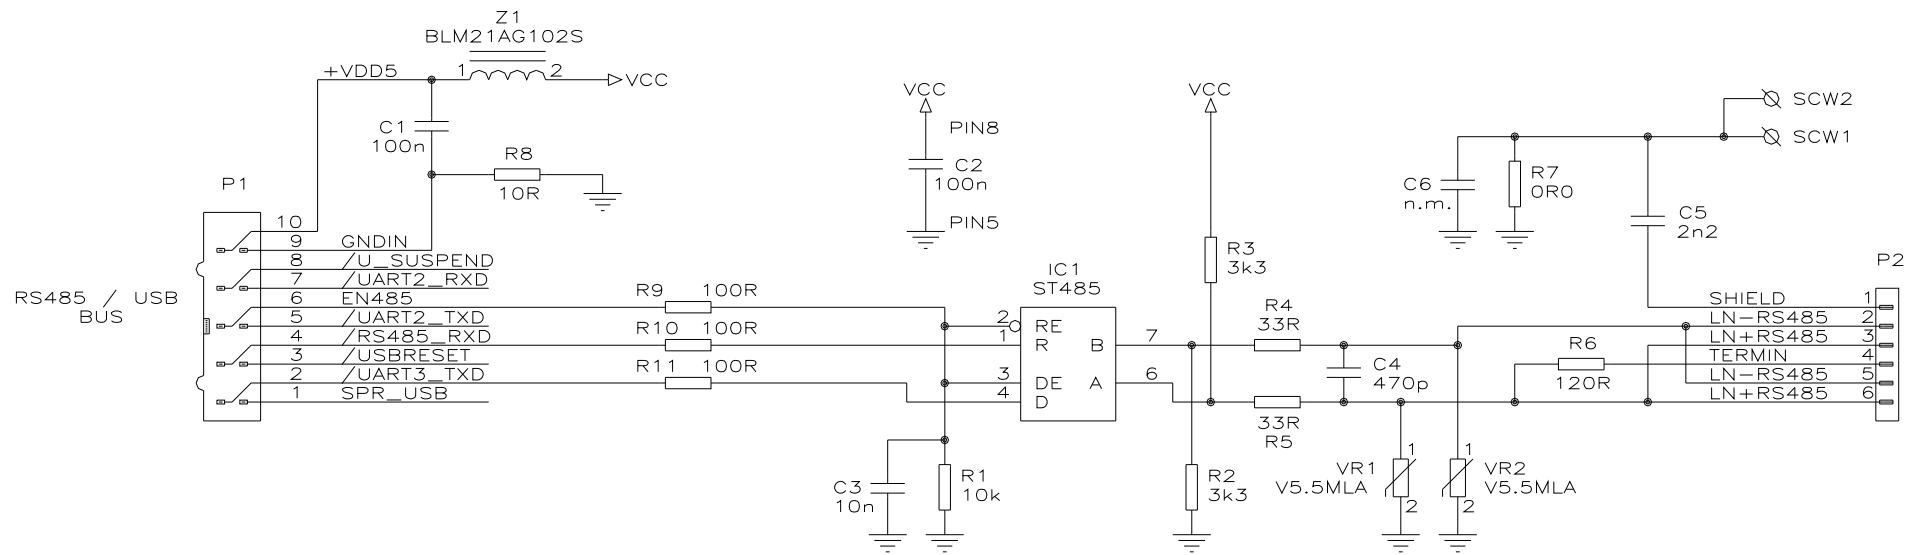 Z1
BLM21AG102S
+VDD5
1
2
VCC
C1
100n
R8
10R
P1
RS485 / USB
BUS
10
9 GNDIN
8 /U_SUSPEND
7 /UART2_RXD
6 EN485
5 /UART2_TXD
4 /RS485_RXD
3 /USBRESET
2 /UART3_TXD
1 SPR_USB
R9 100R
R10 100R
R11 100R
VCC
PIN8
C2
100n
PIN5
C3
10n
R1
10k
IC1
ST485
2 RE
1 R
3 DE
4 D
B 7
A 6
VCC
R3
3k3
R2
3k3
R4
33R
33R
R5
C4
470p
VR1
V5.5MLA
1
2
VR2
V5.5MLA
1
2
SCW2
SCW1
C6
n.m.
R7
0R0
C5
2n2
R6
120R
P2
SHIELD 1
LN-RS485 2
LN+RS485 3
TERMIN 4
LN-RS485 5
LN+RS485 6